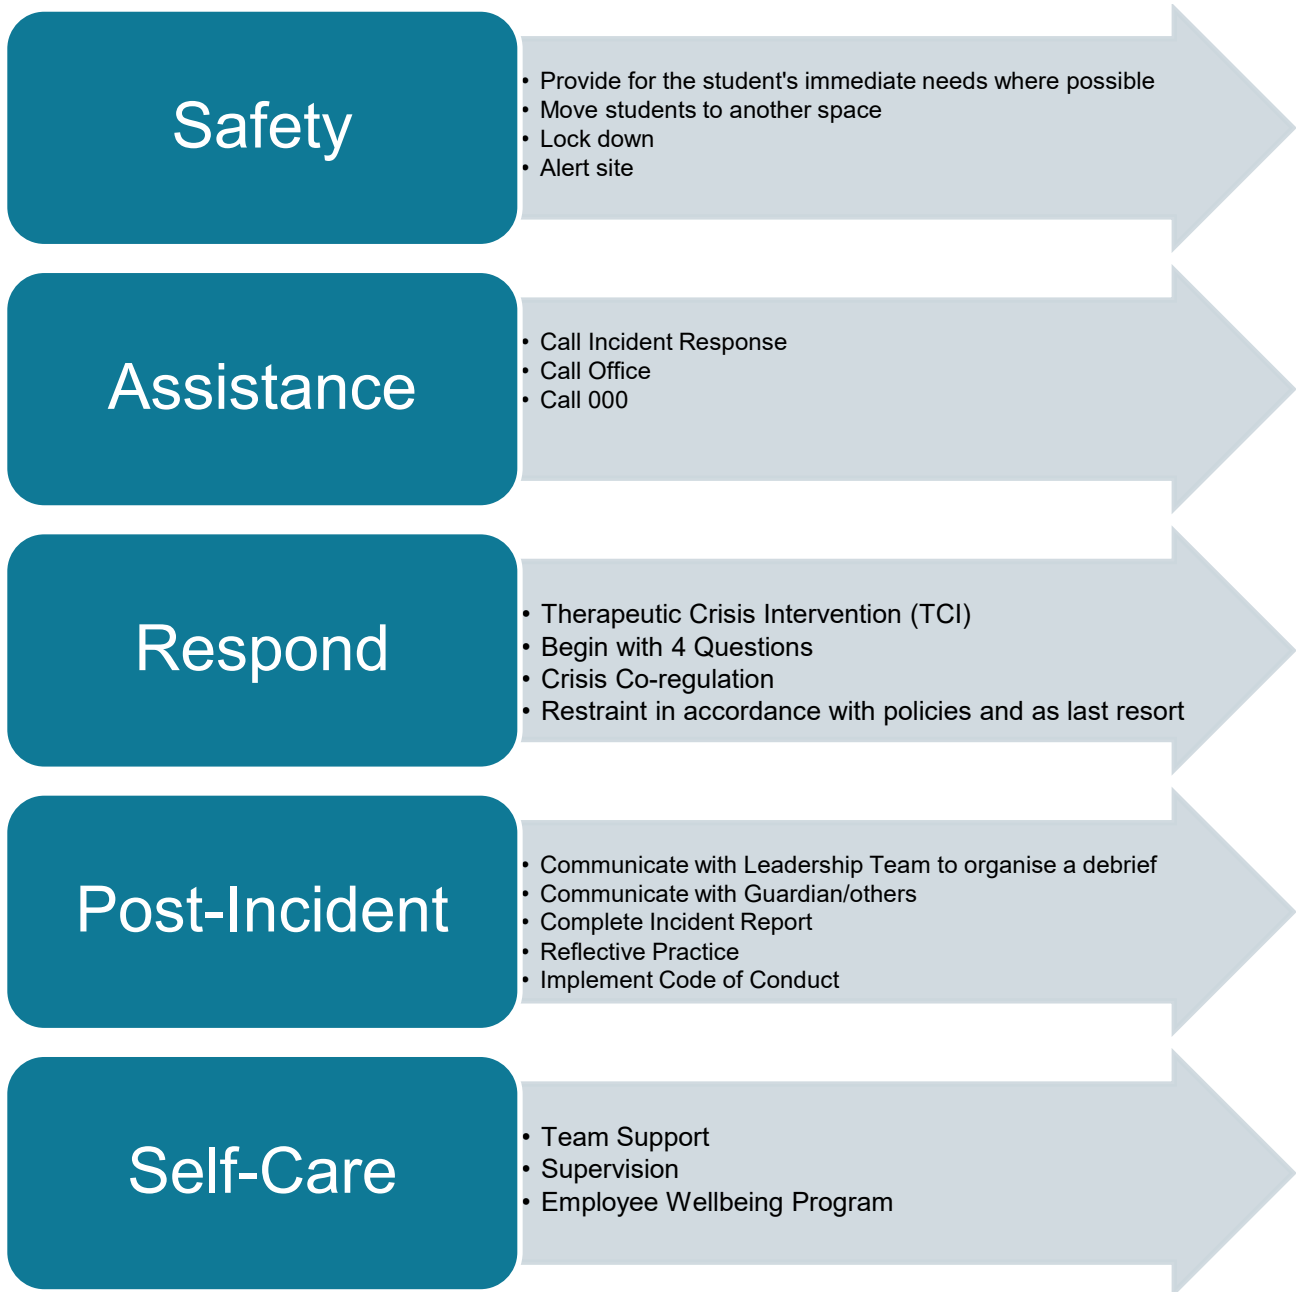 Safety
• Provide for the student's immediate needs where possible
• Move students to another space
• Lock down
• Alert site
Assistance
• Call Incident Response
• Call Office
• Call 000
Respond
• Therapeutic Crisis Intervention (TCI)
• Begin with 4 Questions
• Crisis Co-regulation
• Restraint in accordance with policies and as last resort
Post-Incident
• Communicate with Leadership Team to organise a debrief
• Communicate with Guardian/others
• Complete Incident Report
• Reflective Practice
• Implement Code of Conduct
Self-Care
• Team Support
• Supervision
• Employee Wellbeing Program